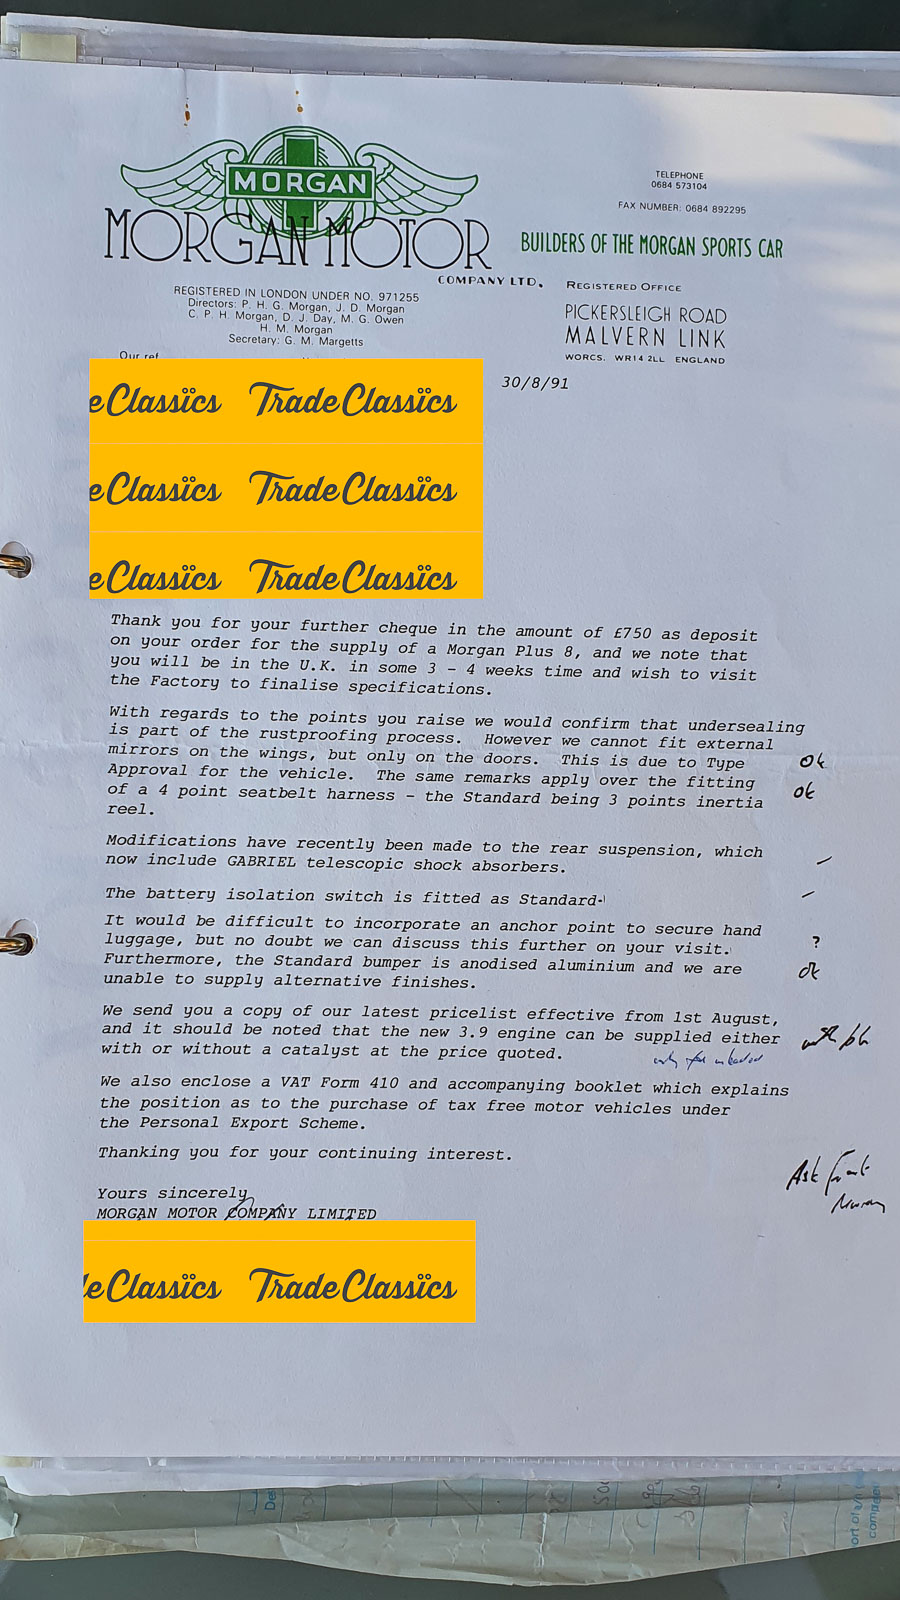 MORGAN
MORGAN MOTOR
COMPANY LTD.
TELEPHONE
0684 573104
FAX NUMBER: 0684 892295
BUILDERS OF THE MORGAN SPORTS CAR
REGISTERED OFFICE
PICKERSLEIGH ROAD
MALVERN LINK
WORCS. WR14 2LL ENGLAND
REGISTERED IN LONDON UNDER NO. 971255
Directors: P. H. G. Morgan, J. D. Morgan
C. P. H. Morgan, D. J. Day, M. G. Owen
H. M. Morgan
Secretary: G. M. Margetts
Our ref
30/8/91
e Classics Trade Classics
e Classics Trade Classics
e Classics Trade Classics
Thank you for your further cheque in the amount of £750 as deposit
on your order for the supply of a Morgan Plus 8, and we note that
you will be in the U.K. in some 3 - 4 weeks time and wish to visit
the Factory to finalise specifications.
With regards to the points you raise we would confirm that undersealing
is part of the rustproofing process. However we cannot fit external
mirrors on the wings, but only on the doors. This is due to Type
Ok
Approval for the vehicle. The same remarks apply over the fitting
of a 4 point seatbelt harness - the Standard being 3 points inertia
ok
reel.
Modifications have recently been made to the rear suspension, which
now include GABRIEL telescopic shock absorbers.
The battery isolation switch is fitted as Standard.
It would be difficult to incorporate an anchor point to secure hand
luggage, but no doubt we can discuss this further on your visit.
?
Furthermore, the Standard bumper is anodised aluminium and we are
ok
unable to supply alternative finishes.
We send you a copy of our latest pricelist effective from 1st August,
and it should be noted that the new 3.9 engine can be supplied either
with or without a catalyst at the price quoted.
We also enclose a VAT Form 410 and accompanying booklet which explains
the position as to the purchase of tax free motor vehicles under
the Personal Export Scheme.
Thanking you for your continuing interest.
Ask
Yours sincerely
MORGAN MOTOR COMPANY LIMITED
le Classics Trade Classics